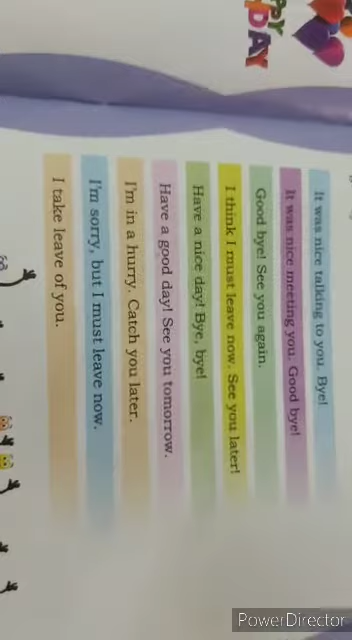 PY
DAY
It was nice talking to you. Bye!
It was nice meeting you. Good bye!
Good bye! See you again.
I think I must leave now. See you later!
Have a nice day! Bye, bye!
Have a good day! See you tomorrow.
I'm in a hurry. Catch you later.
I'm sorry, but I must leave now.
I take leave of you.
PowerDirector